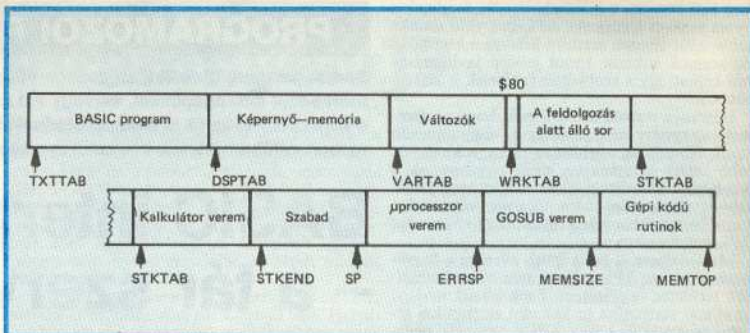 PROGRAMOZÓI
$80
BASIC program
Képernyő—memória
Változók
A feldolgozás
alatt álló sor
TXTTAB
DSPTAB
VARTAB
WRKTAB
STKTAB
Kalkulátor verem
Szabad
μprocesszor
verem
GOSUB verem
Gépi kódú
rutinok
STKTAB
STKEND
SP
ERRSP
MEMSIZE
MEMTOP